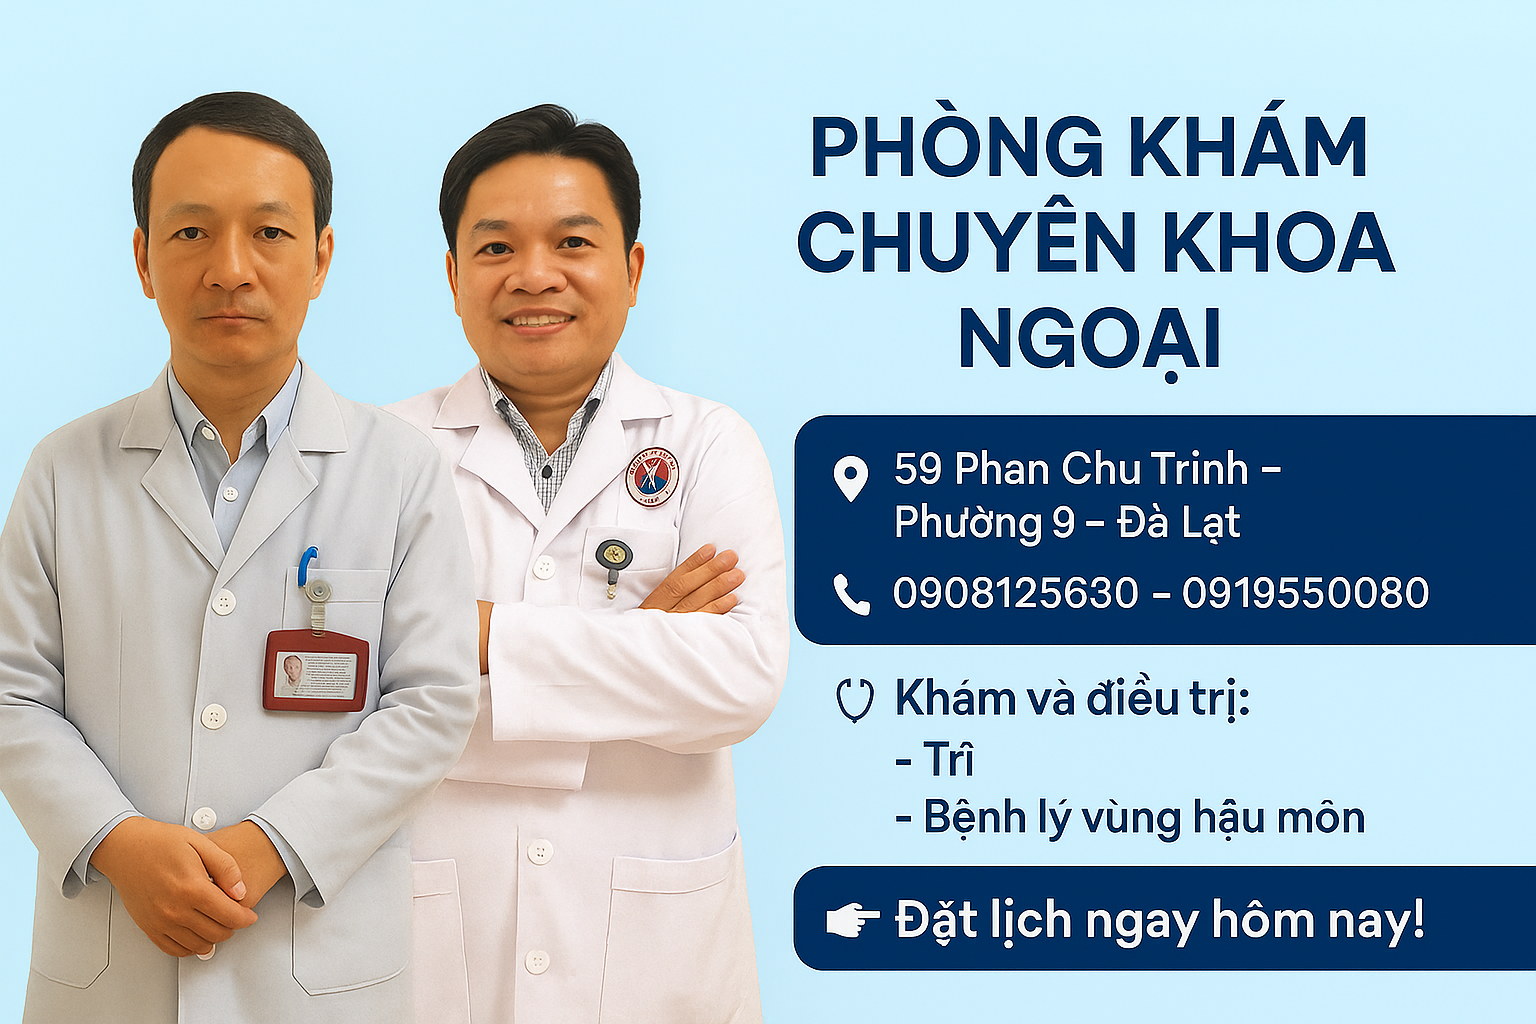 PHÒNG KHÁM
CHUYÊN KHOA
NGOẠI
59 Phan Chu Trinh –
Phường 9 – Đà Lạt
0908125630 – 0919550080
Khám và điều trị:
- Trî
- Bệnh lý vùng hậu môn
Đặt lịch ngay hôm nay!